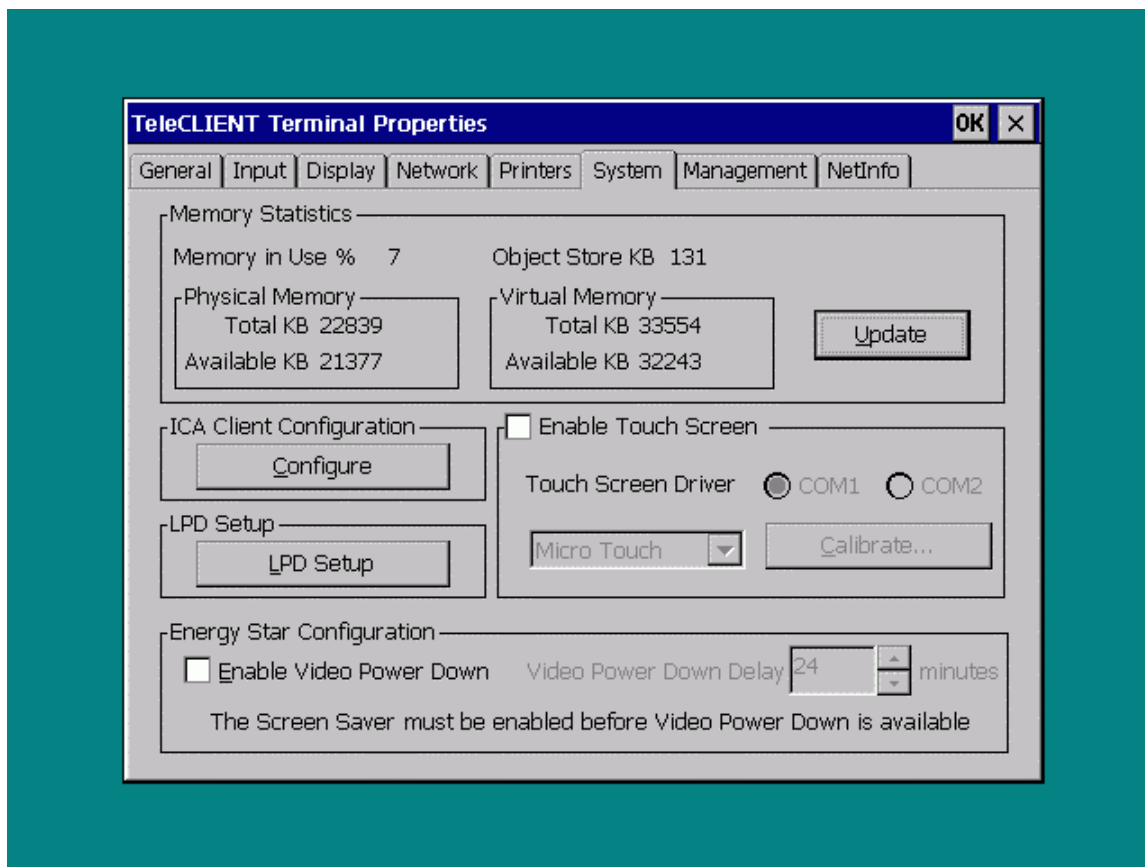 TeleCLIENT Terminal Properties OK
General Input Display Network Printers System Management NetInfo
Memory Statistics
Memory in Use % 7 Object Store KB 131
Physical Memory Virtual Memory
Total KB 22839 Total KB 33554
Update
Available KB 21377 Available KB 32243
ICA Client Configuration Enable Touch Screen
Configure
Touch Screen Driver COM1 COM2
LPD Setup
Micro Touch Calibrate...
LPD Setup
Energy Star Configuration
Enable Video Power Down Video Power Down Delay 24 minutes
The Screen Saver must be enabled before Video Power Down is available